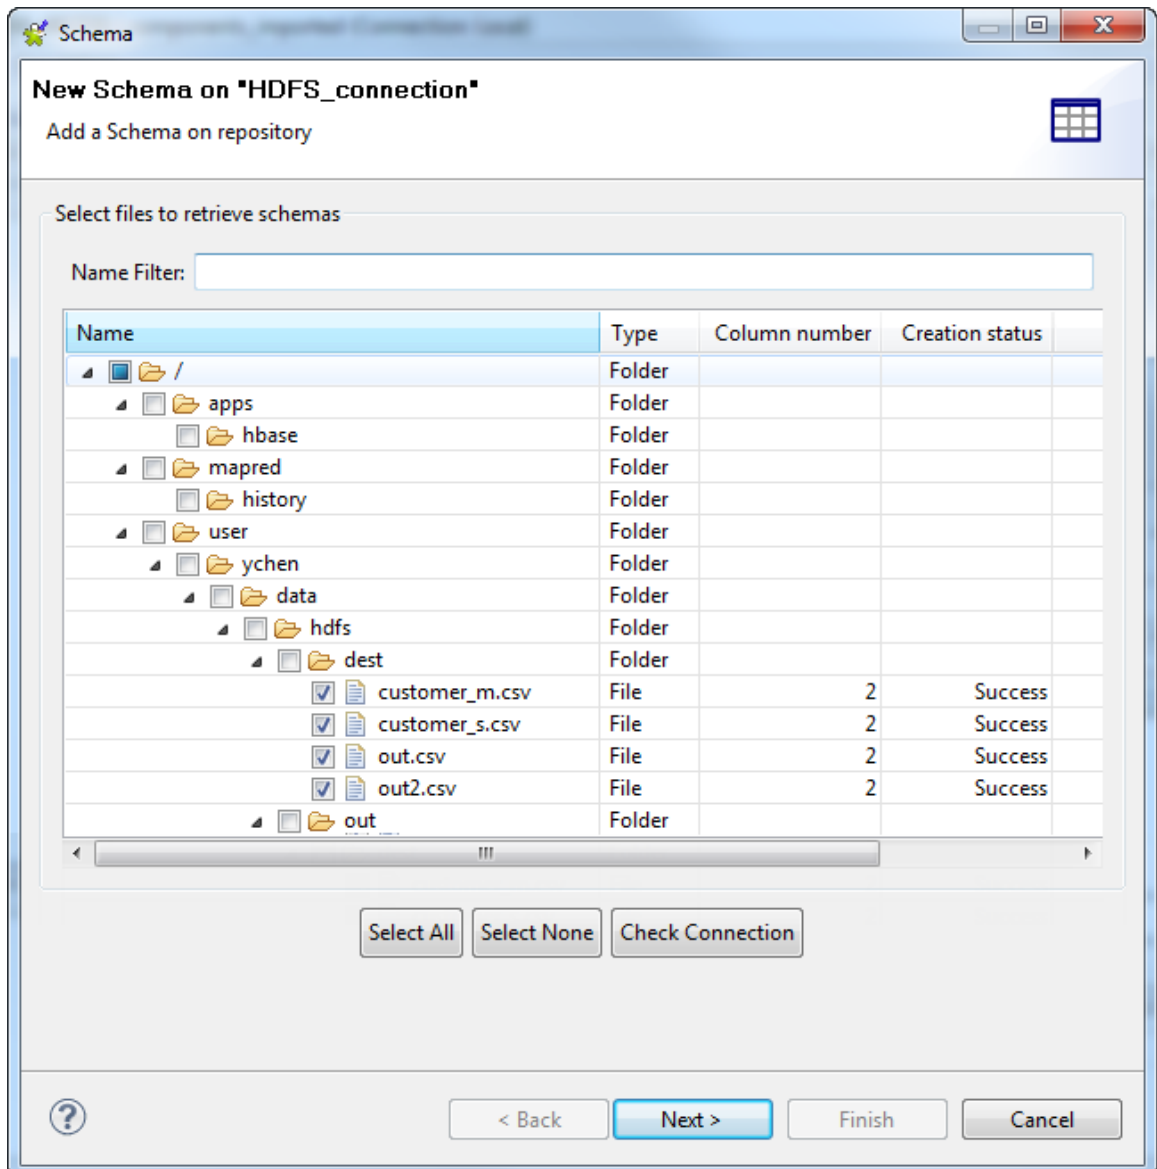 Schema
New Schema on "HDFS_connection"
Add a Schema on repository
Select files to retrieve schemas
Name Filter:
Name Type Column number Creation status
/ Folder
apps Folder
hbase Folder
mapred Folder
history Folder
user Folder
ychen Folder
data Folder
hdfs Folder
dest Folder
customer_m.csv File 2 Success
customer_s.csv File 2 Success
out.csv File 2 Success
out2.csv File 2 Success
out Folder
Select All Select None Check Connection
? < Back Next > Finish Cancel